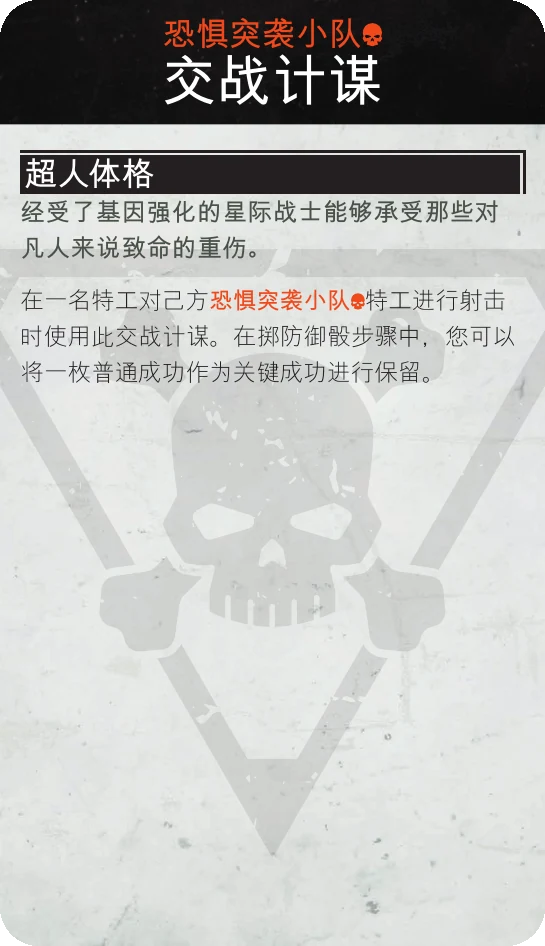 恐惧突袭小队
交战计谋
超人体格
经受了基因强化的星际战士能够承受那些对
凡人来说致命的重伤。
在一名特工对己方恐惧突袭小队特工进行射击
时使用此交战计谋。在掷防御骰步骤中，您可以
将一枚普通成功作为关键成功进行保留。